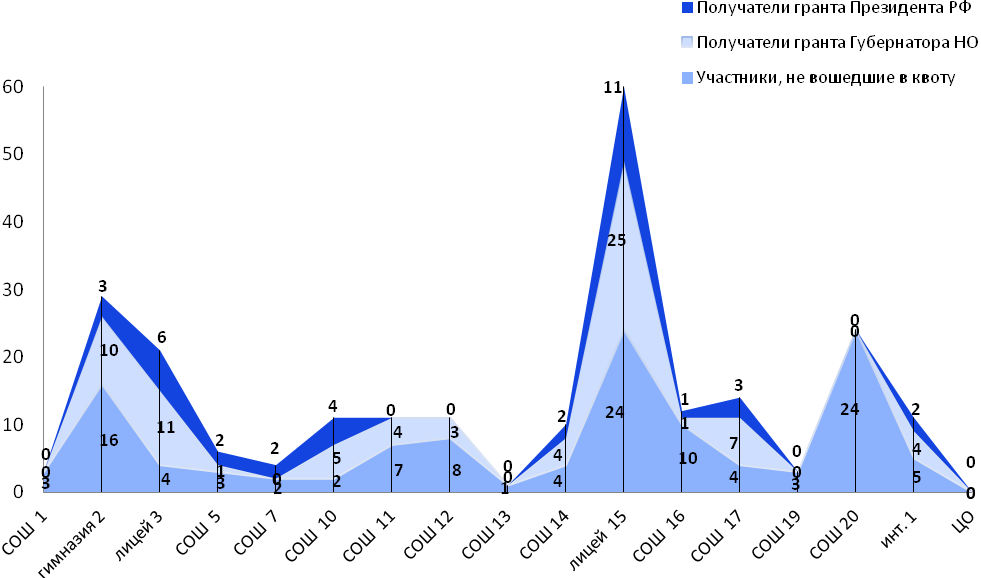 Получатели гранта Президента РФ
Получатели гранта Губернатора НО
Участники, не вошедшие в квоту
60
50
40
30
20
10
0
0 3 6 2 2 4 0 0 0 2 11 1 3 0 0 2 0
0 10 11 1 0 5 4 3 0 4 25 1 7 0 0 4 0
3 16 4 3 2 2 7 8 1 4 24 10 4 3 24 5
СОШ 1
гимназия 2
лицей 3
СОШ 5
СОШ 7
СОШ 10
СОШ 11
СОШ 12
СОШ 13
СОШ 14
лицей 15
СОШ 16
СОШ 17
СОШ 19
СОШ 20
инт. 1
ЦО